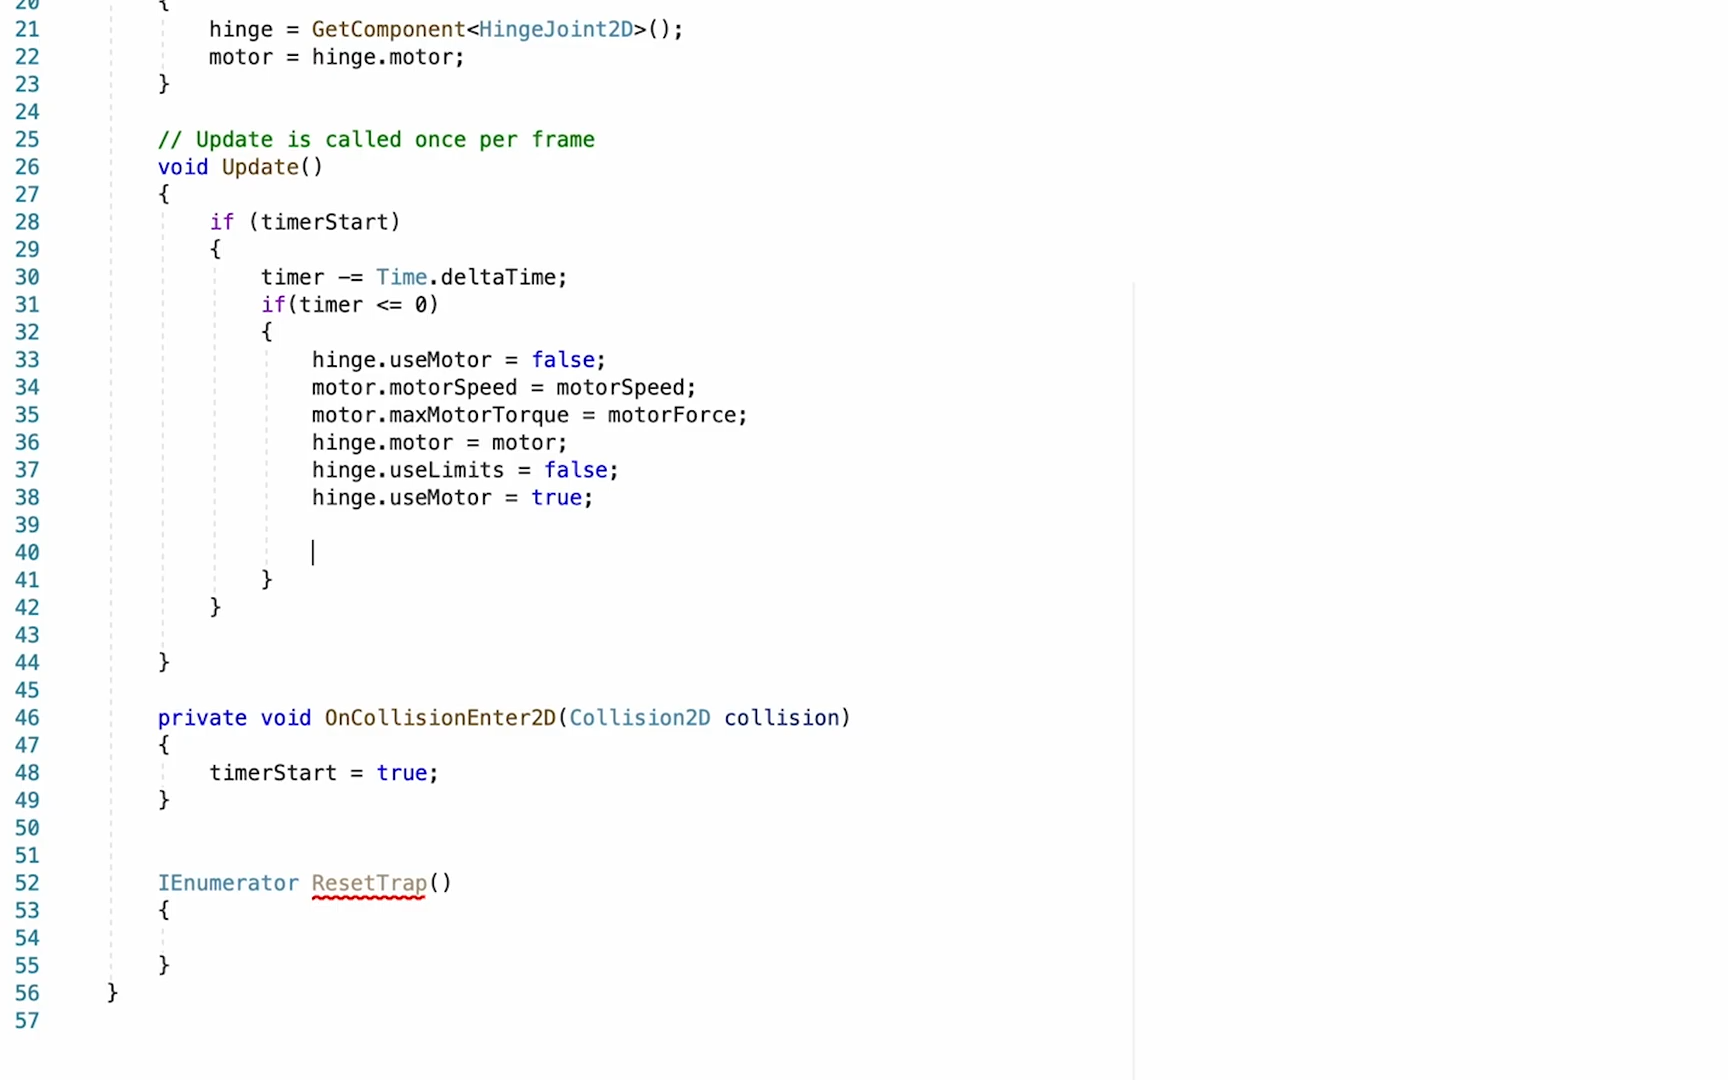 20 {
21 hinge = GetComponent<HingeJoint2D>();
22 motor = hinge.motor;
23 }
24
25 // Update is called once per frame
26 void Update()
27 {
28 if (timerStart)
29 {
30 timer -= Time.deltaTime;
31 if(timer <= 0)
32 {
33 hinge.useMotor = false;
34 motor.motorSpeed = motorSpeed;
35 motor.maxMotorTorque = motorForce;
36 hinge.motor = motor;
37 hinge.useLimits = false;
38 hinge.useMotor = true;
39
40
41 }
42 }
43
44 }
45
46 private void OnCollisionEnter2D(Collision2D collision)
47 {
48 timerStart = true;
49 }
50
51
52 IEnumerator ResetTrap()
53 {
54
55 }
56 }
57